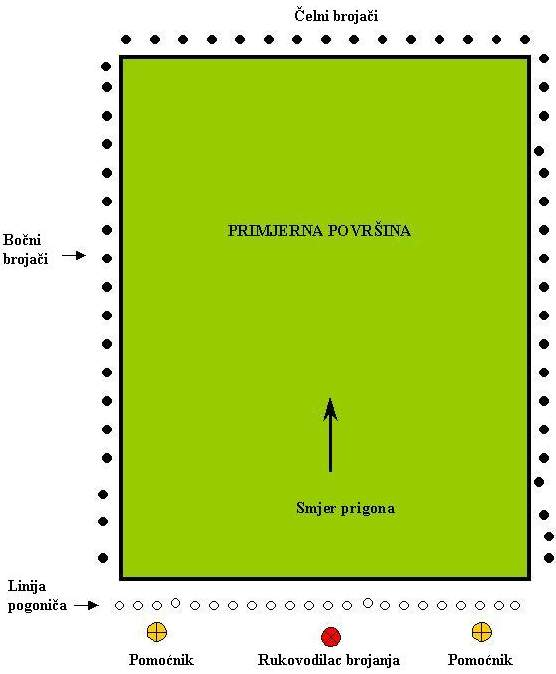 Čelni brojači
PRIMJERNA POVRŠINA
Bočni
brojači
Smjer prigona
Linija
pogoniča
Pomoćnik
Rukovodilac brojanja
Pomoćnik